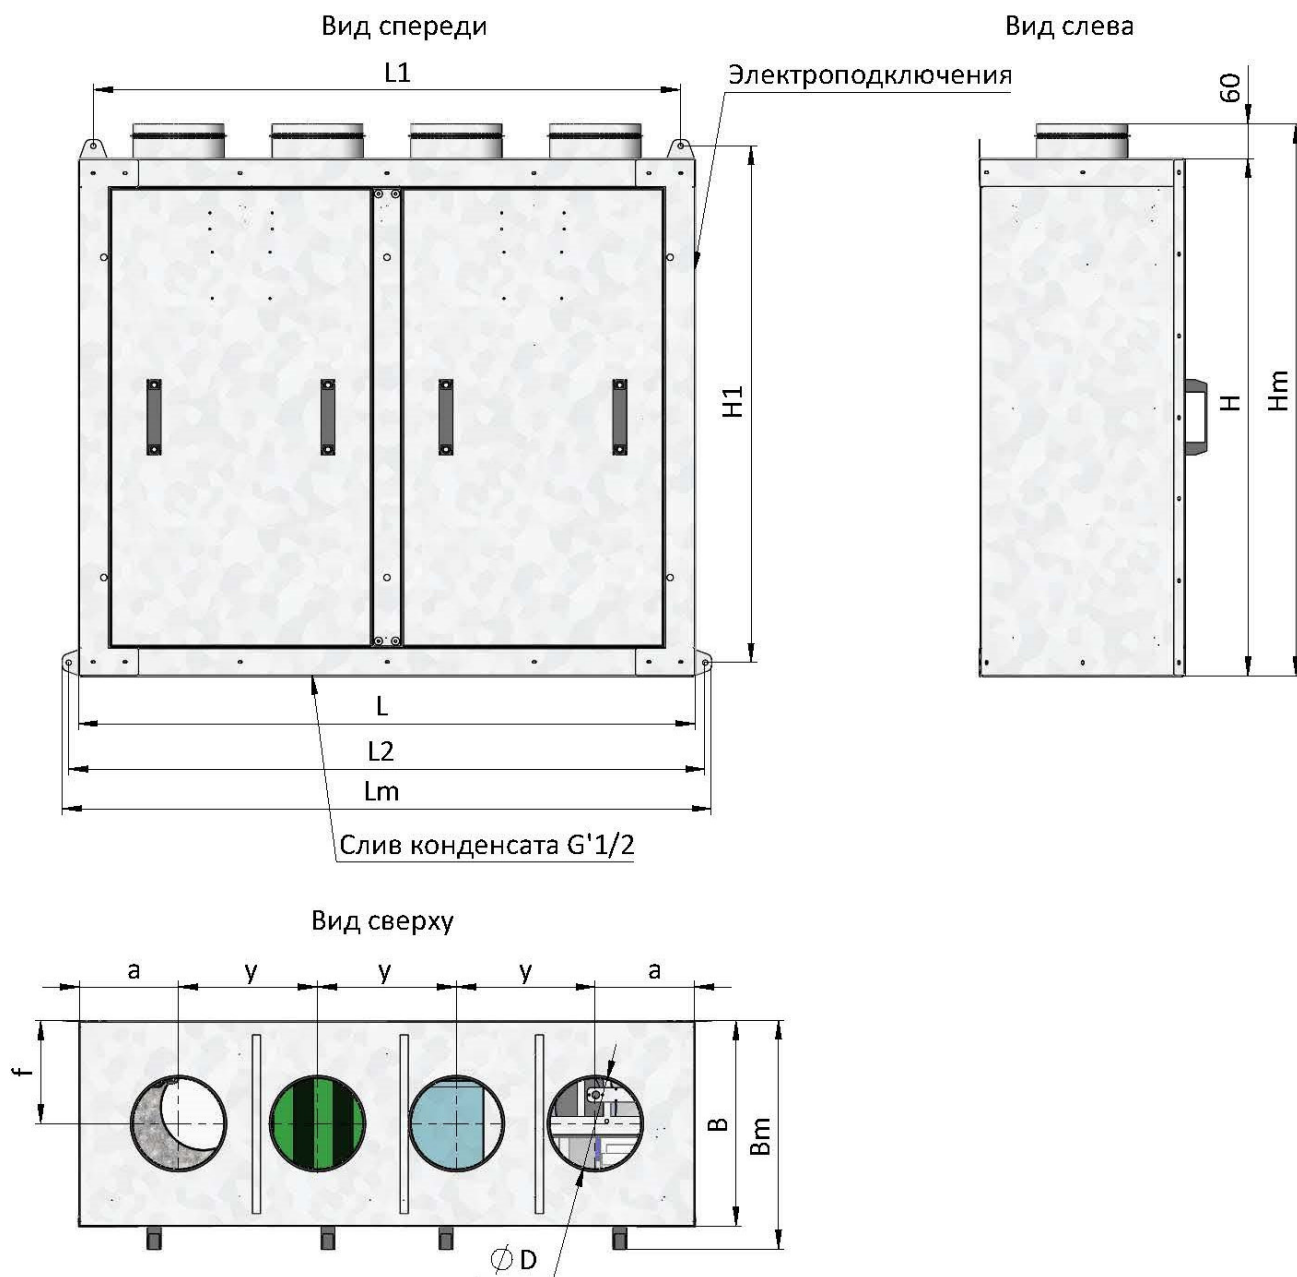 Вид спереди
Вид слева
L1
Электроподключения
60
H1
H
Hm
L
L2
Lm
Слив конденсата G'1/2
Вид сверху
a
y
y
y
a
f
B
Bm
∅ D